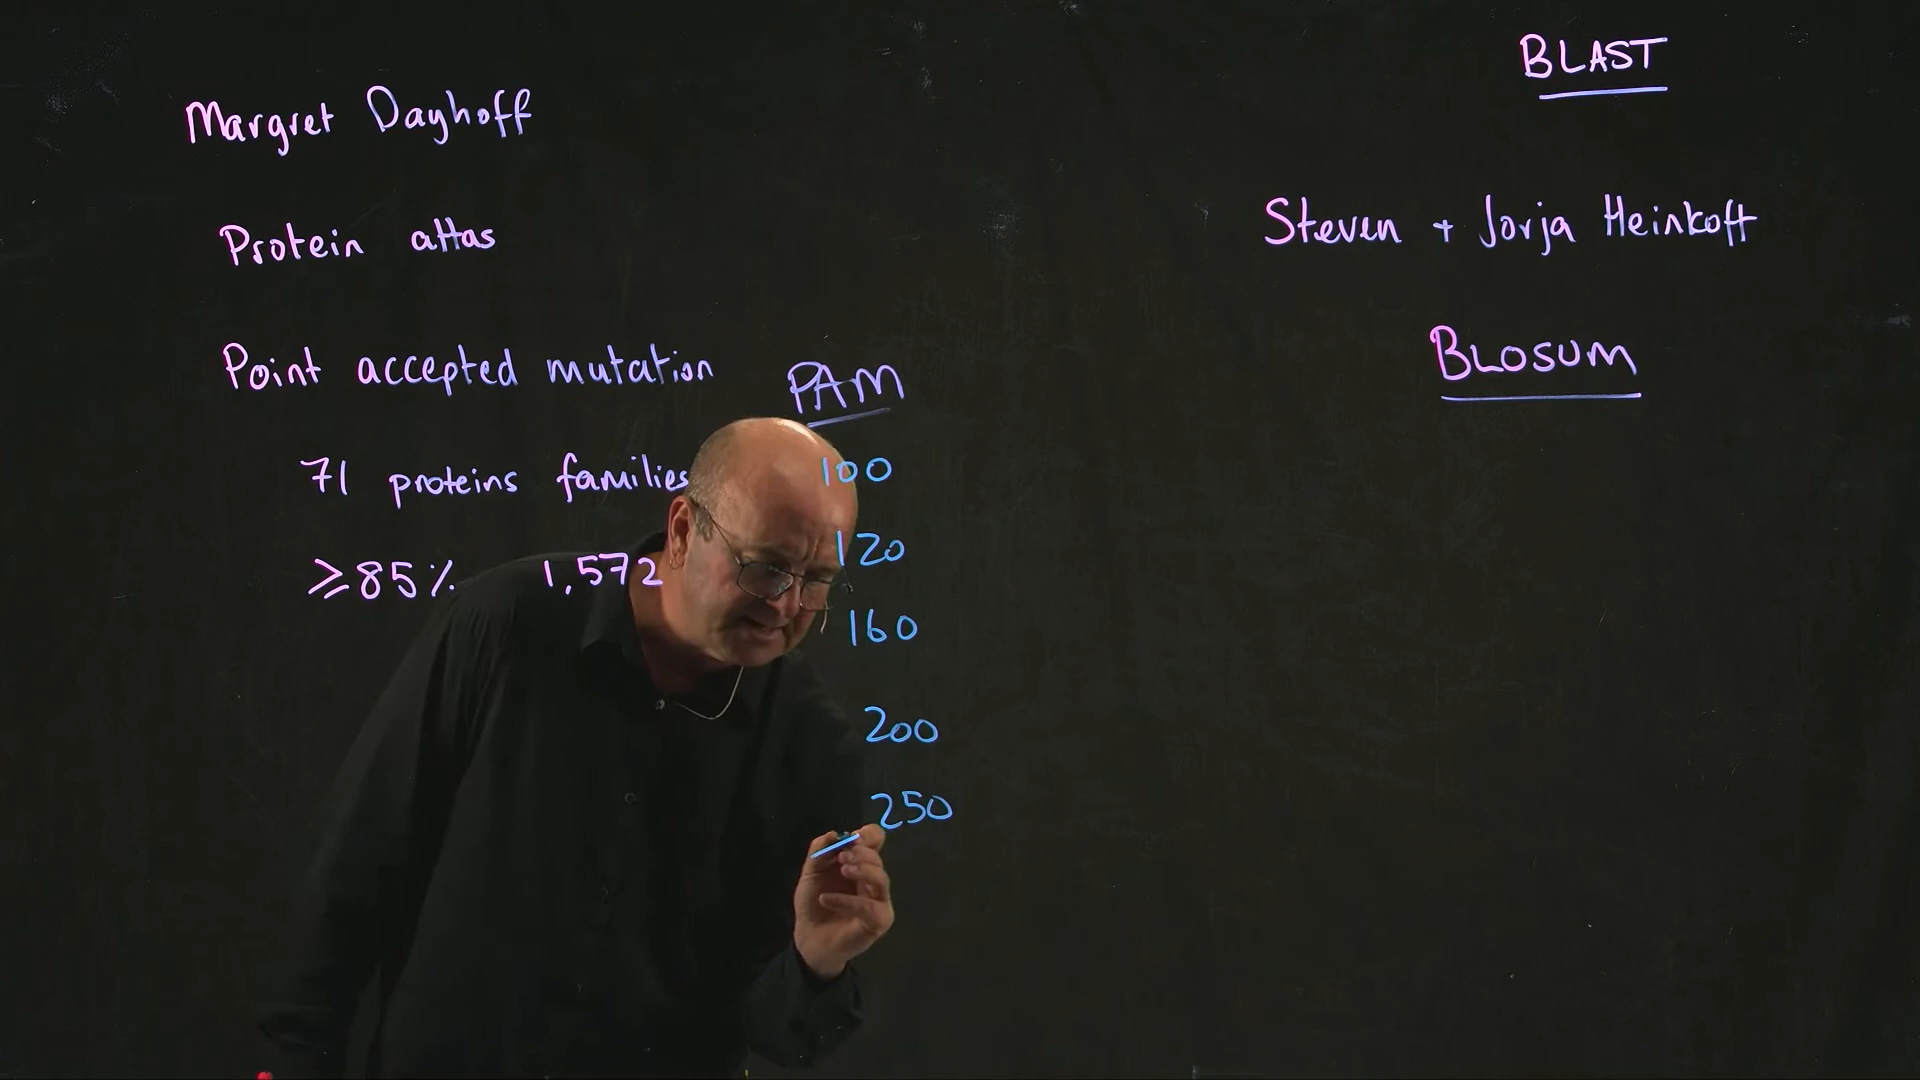 Margret Dayhoff
Protein atlas
Point accepted mutation PAM
71 proteins families
≥85% 1,572
100
120
160
200
250
BLAST
Steven + Jorja Heinkoff
BLOSUM